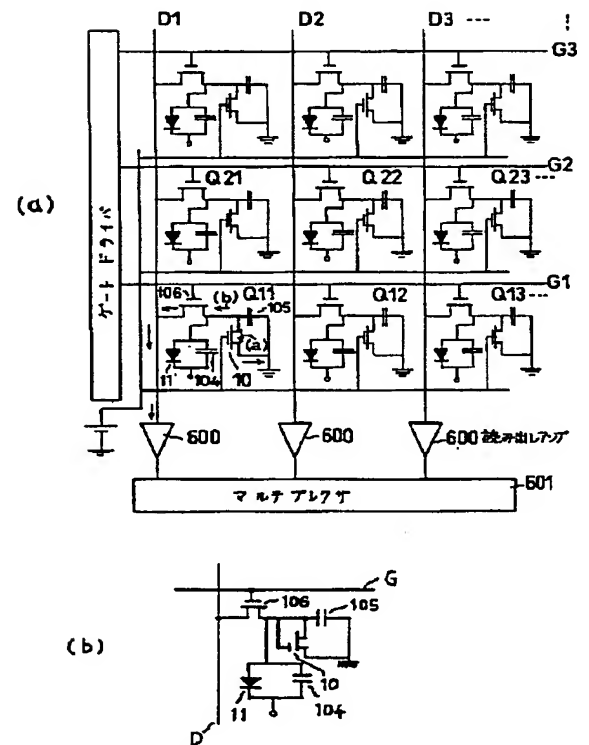 D1 D2 D3 ---
G3
Q21 Q22 Q23 ---
G2
(a)
ゲートドライバ
106 (b) Q11 105 Q12 Q13 ---
G1
(a)
11 104 10
600 600 600 読み出しアンプ
マルチプレクサ 601
(b)
G
106 105
11 10 104
D